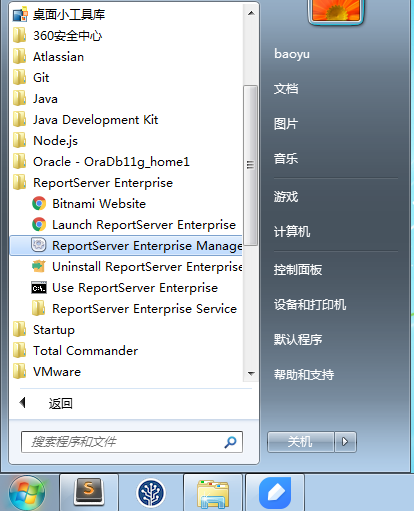 桌面小工具库
360安全中心
Atlassian
Git
Java
Java Development Kit
Node.js
Oracle - OraDb11g_home1
ReportServer Enterprise
Bitnami Website
Launch ReportServer Enterprise
ReportServer Enterprise Manage
Uninstall ReportServer Enterprise
Use ReportServer Enterprise
ReportServer Enterprise Service
Startup
Total Commander
VMware
返回
搜索程序和文件
baoyu
文档
图片
音乐
游戏
计算机
控制面板
设备和打印机
默认程序
帮助和支持
关机